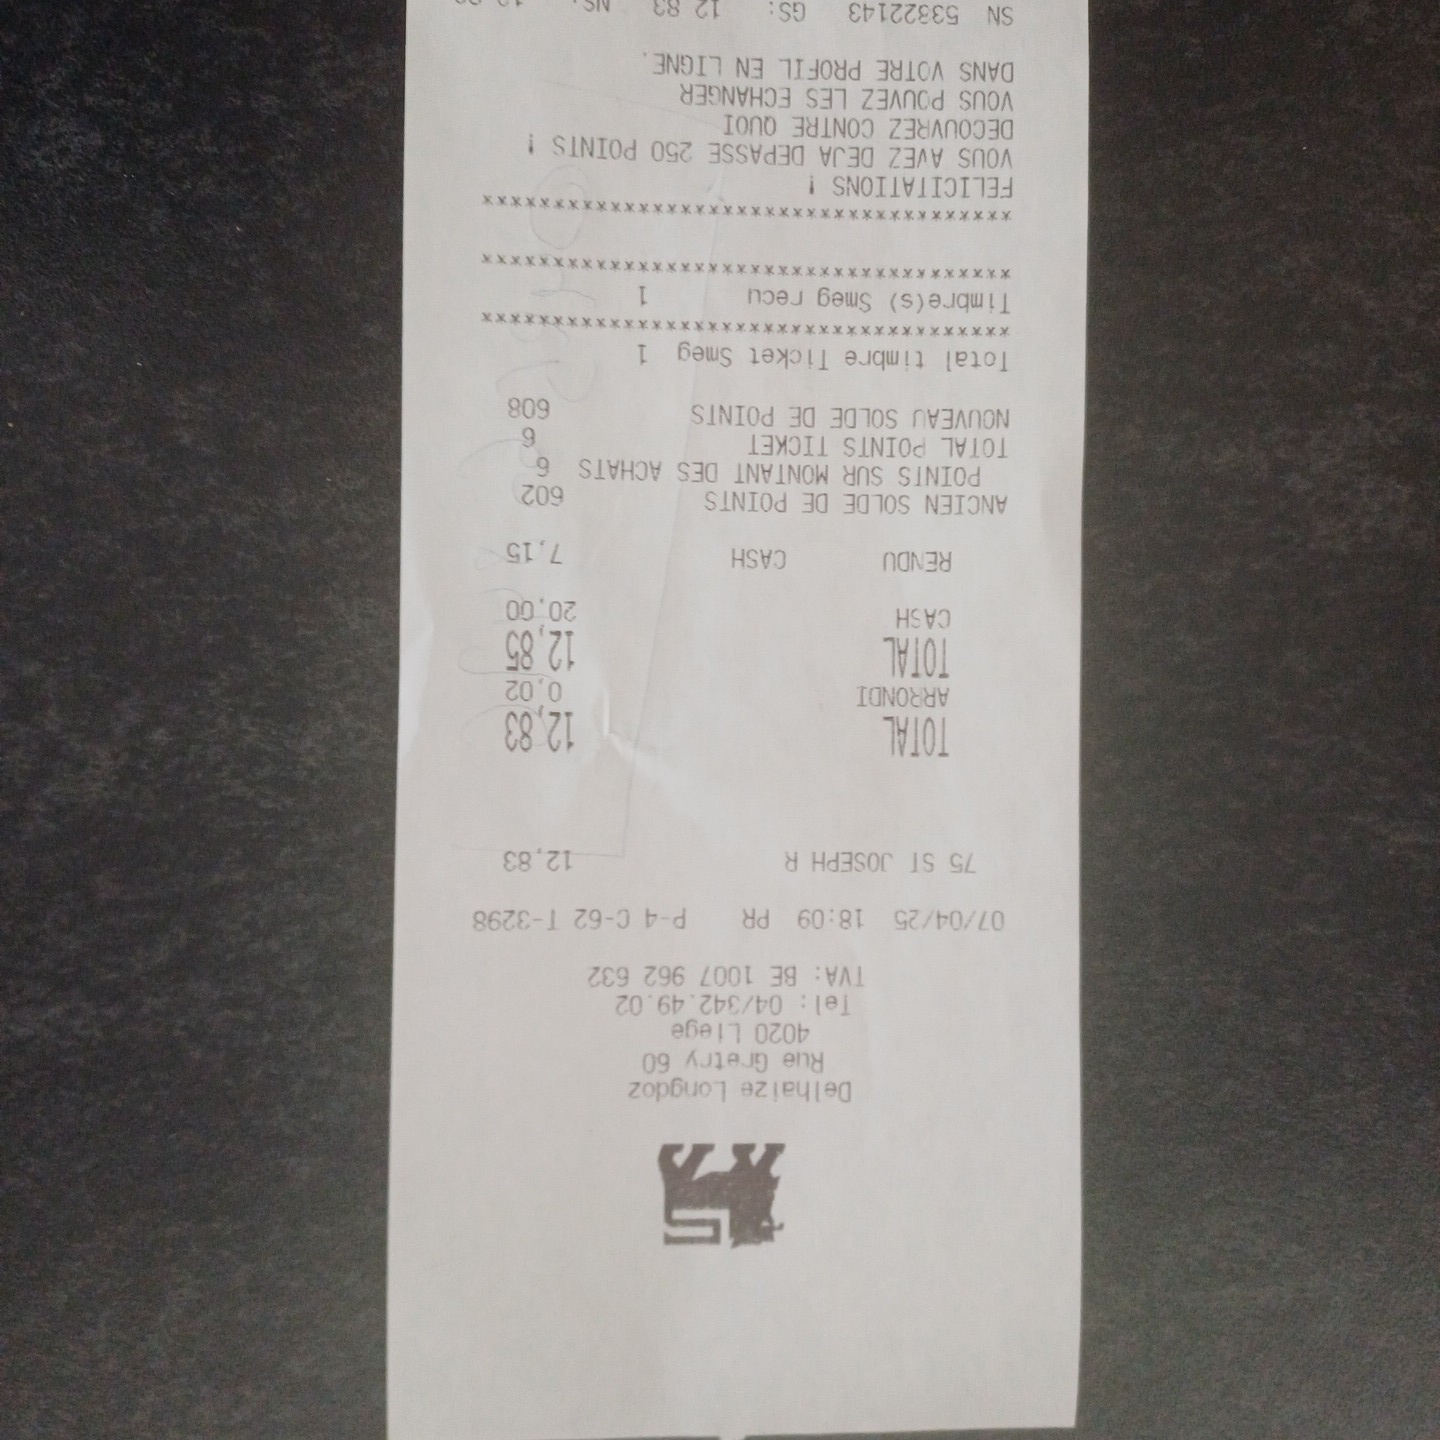 Delhaize Longdoz
Rue Gretry 60
4020 Liege
Tel: 04/342.49.02
TVA: BE 1007 962 632
07/04/25 18:09 PR P-4 C-62 T-3298
75 ST JOSEPH R 12,83
TOTAL 12,83
ARRONDI 0,02
TOTAL 12,85
CASH 20,00
RENDU CASH 7,15
ANCIEN SOLDE DE POINTS 602
POINTS SUR MONTANT DES ACHATS 6
TOTAL POINTS TICKET 6
NOUVEAU SOLDE DE POINTS 608
Total timbre Ticket Smeg 1
*************************************
Timbre(s) Smeg recu 1
*************************************
*************************************
FELICITATIONS !
VOUS AVEZ DEJA DEPASSE 250 POINTS !
DECOUVREZ CONTRE QUOI
VOUS POUVEZ LES ECHANGER
DANS VOTRE PROFIL EN LIGNE.
SN 53322143 GS: 12 83 NS: